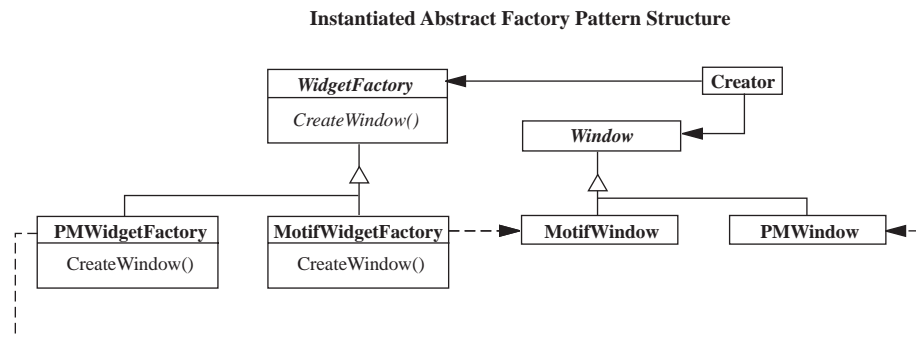 Instantiated Abstract Factory Pattern Structure
WidgetFactory
Creator
CreateWindow()
Window
PMWidgetFactory
MotifWidgetFactory
MotifWindow
PMWindow
CreateWindow()
CreateWindow()